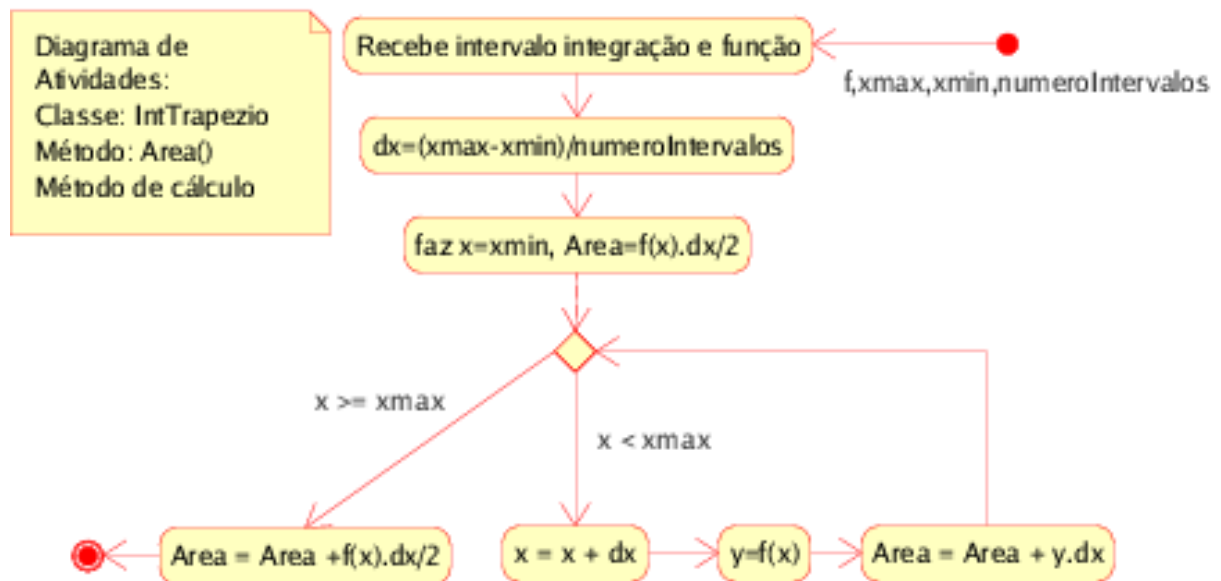 Diagrama de
Atividades:
Classe: IntTrapezio
Método: Area()
Método de cálculo
Recebe intervalo integração e função
f,xmax,xmin,numeroIntervalos
dx=(xmax-xmin)/numeroIntervalos
faz x=xmin, Area=f(x).dx/2
x >= xmax
x < xmax
Area = Area +f(x).dx/2
x = x + dx
y=f(x)
Area = Area + y.dx